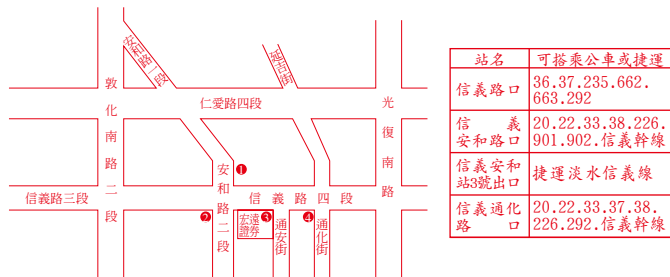 安和路一段
延吉街
敦化南路二段
仁愛路四段
光復南路
❶
安和路二段
信義路三段
信義路四段
❷
宏遠
證券
❸
通安街
❹
通化街
站名 可搭乘公車或捷運
信義路口 36.37.235.662.
663.292
信義
安和路口 20.22.33.38.226.
901.902.信義幹線
信義安和
站3號出口 捷運淡水信義線
信義通化
路口 20.22.33.37.38.
226.292.信義幹線